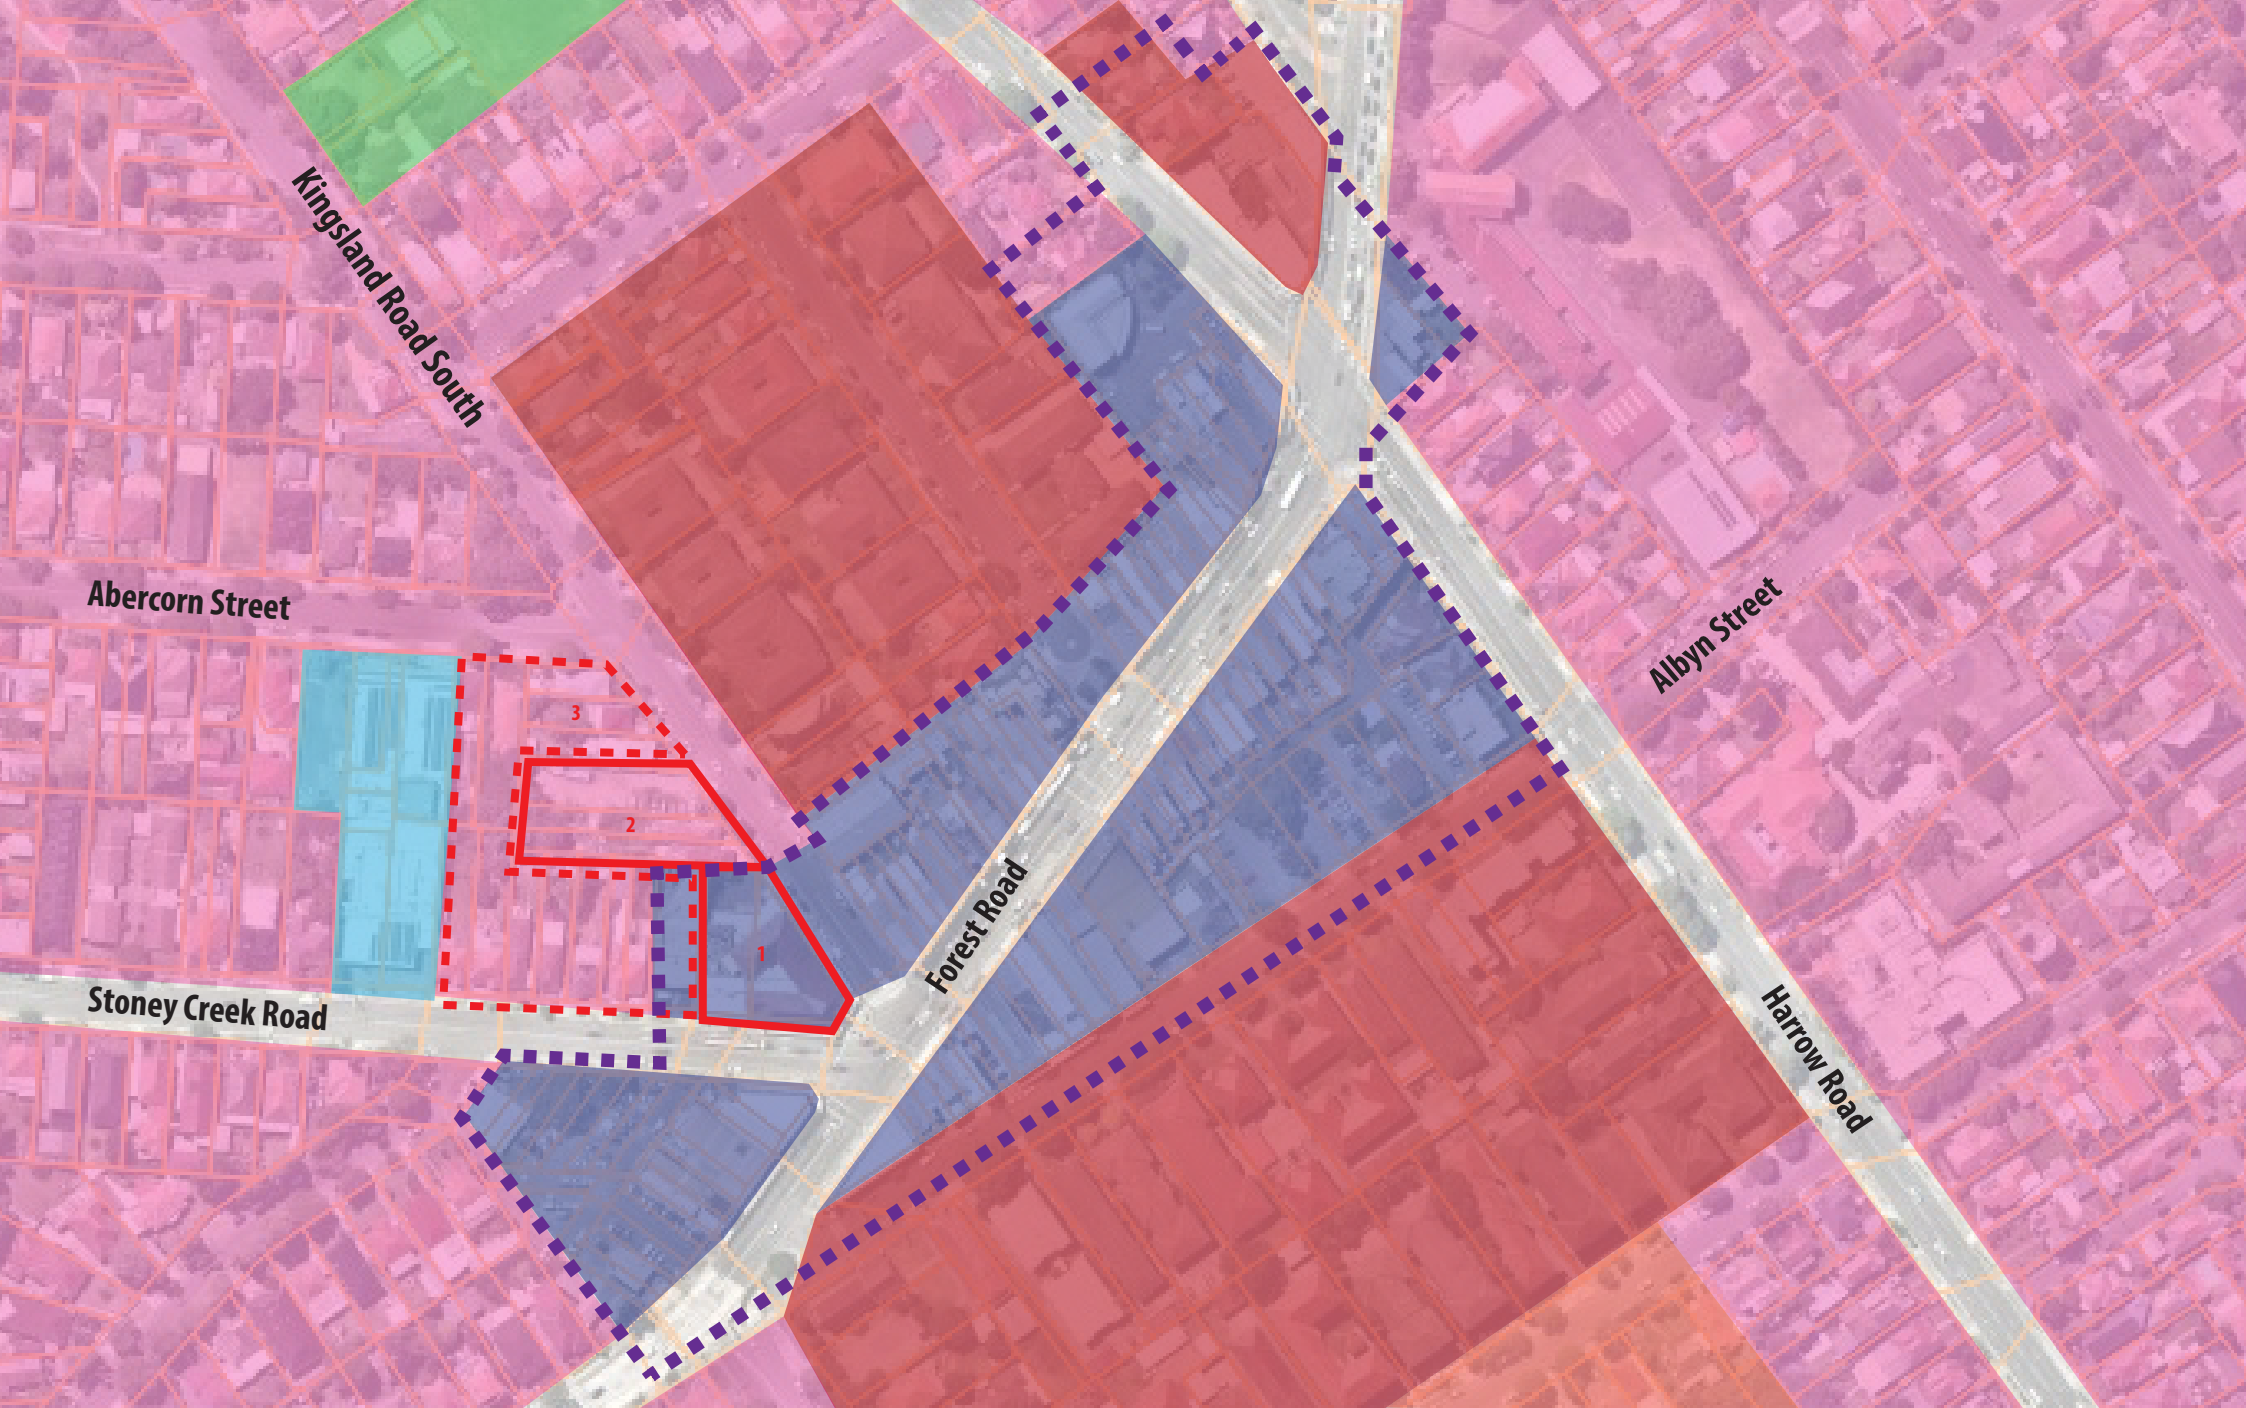 Kingsland Road South
Abercorn Street
Albyn Street
3
2
Forest Road
1
Stoney Creek Road
Harrow Road